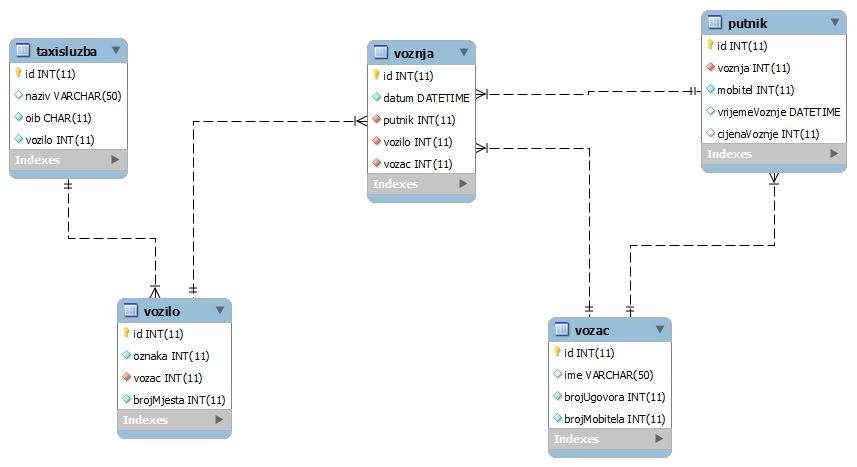 taxisluzba
id INT(11)
naziv VARCHAR(50)
oib CHAR(11)
vozilo INT(11)
Indexes
voznja
id INT(11)
datum DATETIME
putnik INT(11)
vozilo INT(11)
vozac INT(11)
Indexes
putnik
id INT(11)
voznja INT(11)
mobitel INT(11)
vrijemeVoznje DATETIME
cijenaVoznje INT(11)
Indexes
vozilo
id INT(11)
oznaka INT(11)
vozac INT(11)
brojMjesta INT(11)
Indexes
vozac
id INT(11)
ime VARCHAR(50)
brojUgovora INT(11)
brojMobitela INT(11)
Indexes